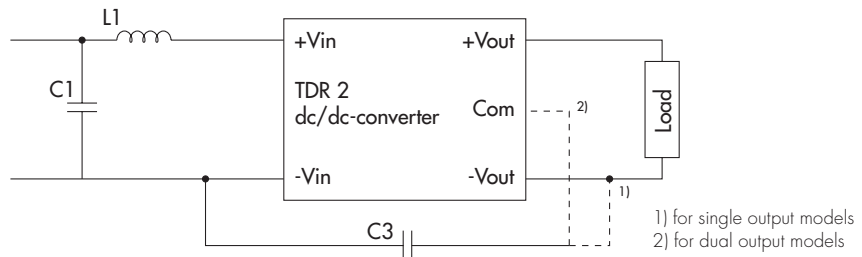 L1
+Vin
+Vout
C1
TDR 2
dc/dc-converter
Com
2)
Load
-Vin
-Vout
1)
C3
1) for single output models
2) for dual output models